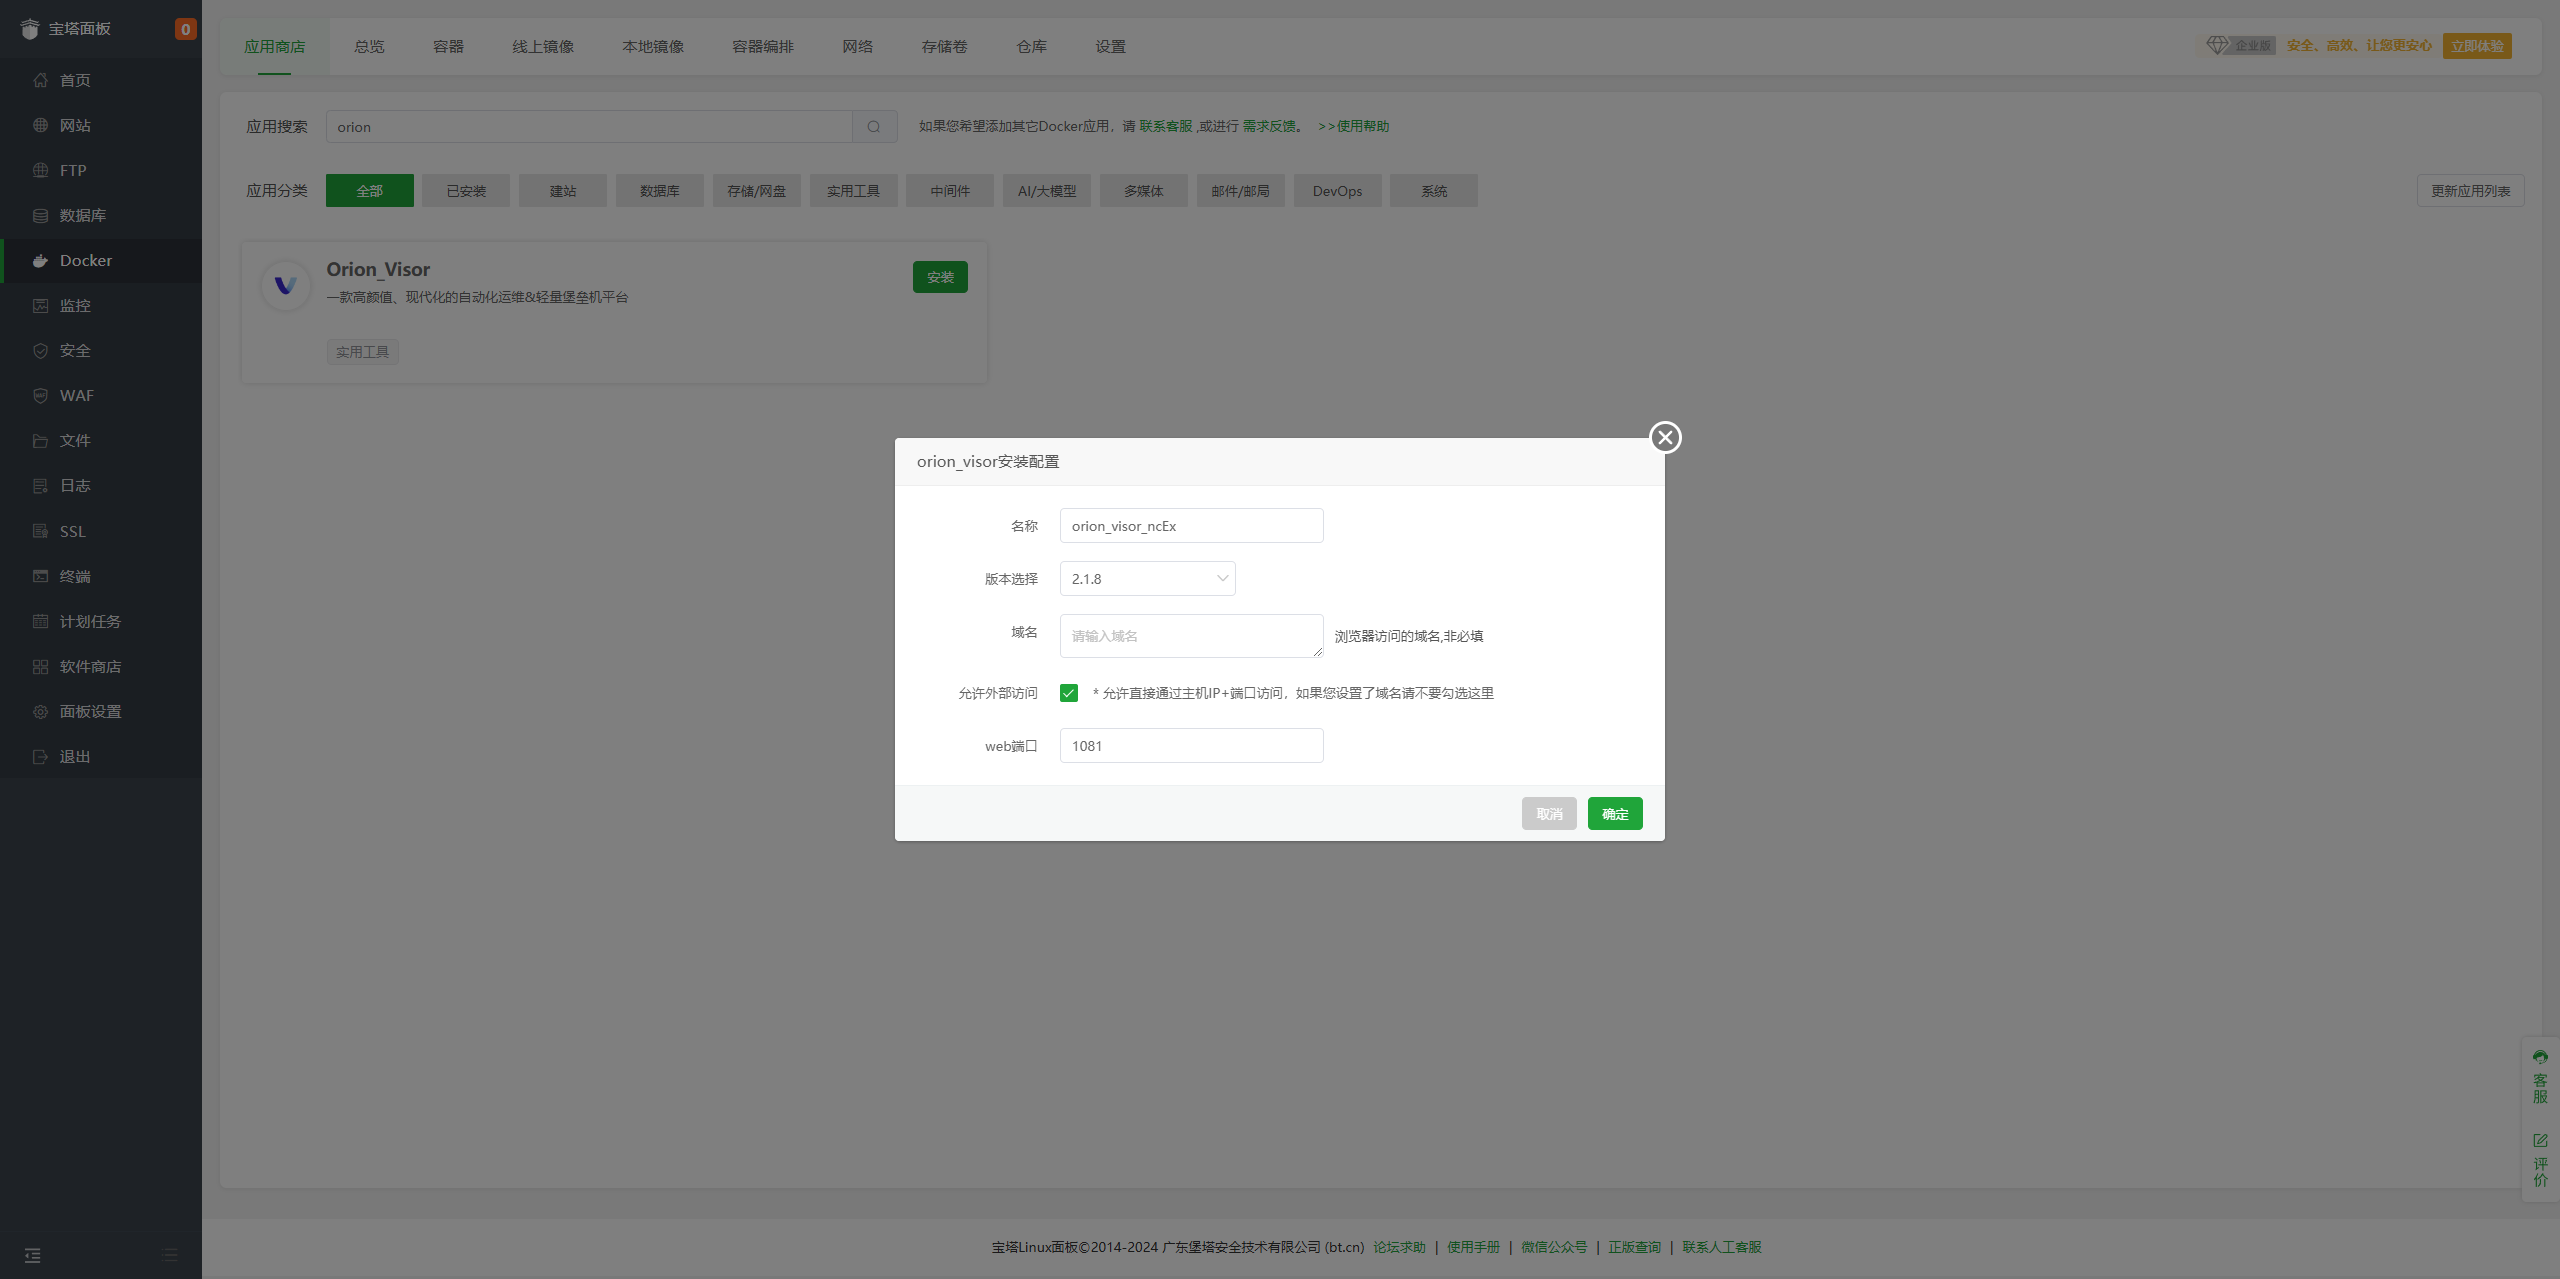 宝塔面板 0
首页
网站
FTP
数据库
Docker
监控
安全
WAF
文件
日志
SSL
终端
计划任务
软件商店
面板设置
退出
应用商店 总览 容器 线上镜像 本地镜像 容器编排 网络 存储卷 仓库 设置
企业版 安全、高效、让您更安心 立即体验
应用搜索 orion 如果您希望添加其它Docker应用，请 联系客服 ,或进行 需求反馈。 >>使用帮助
应用分类 全部 已安装 建站 数据库 存储/网盘 实用工具 中间件 AI/大模型 多媒体 邮件/邮局 DevOps 系统 更新应用列表
Orion_Visor
安装
一款高颜值、现代化的自动化运维&轻量堡垒机平台
实用工具
orion_visor安装配置
名称 orion_visor_ncEx
版本选择 2.1.8
域名 请输入域名 浏览器访问的域名,非必填
允许外部访问 * 允许直接通过主机IP+端口访问，如果您设置了域名请不要勾选这里
web端口 1081
取消 确定
客服
评价
宝塔Linux面板©2014-2024 广东堡塔安全技术有限公司 (bt.cn) 论坛求助 | 使用手册 | 微信公众号 | 正版查询 | 联系人工客服